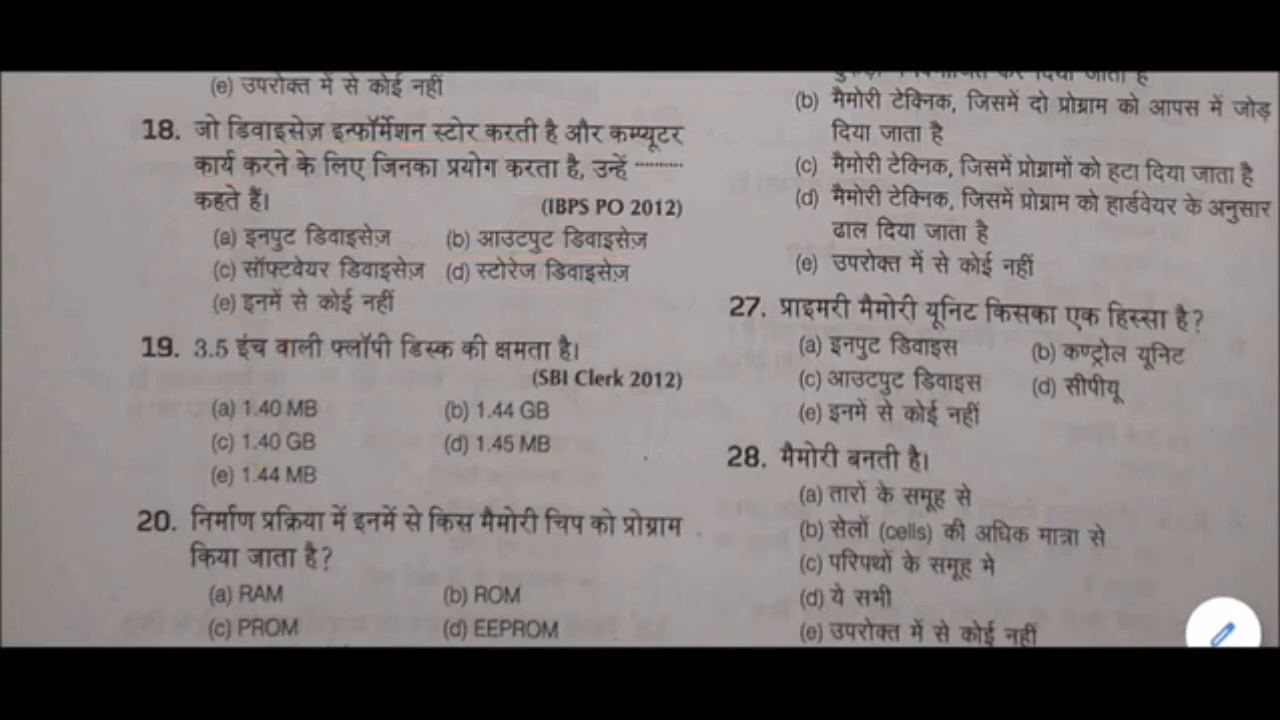 (e) उपरोक्त में से कोई नहीं
18. जो डिवाइसेज़ इन्फॉर्मेशन स्टोर करती है और कम्प्यूटर
कार्य करने के लिए जिनका प्रयोग करता है, उन्हें ----------
कहते हैं।
(IBPS PO 2012)
(a) इनपुट डिवाइसेज़ (b) आउटपुट डिवाइसेज़
(c) सॉफ्टवेयर डिवाइसेज़ (d) स्टोरेज डिवाइसेज़
(e) इनमें से कोई नहीं
19. 3.5 इंच वाली फ्लॉपी डिस्क की क्षमता है।
(SBI Clerk 2012)
(a) 1.40 MB (b) 1.44 GB
(c) 1.40 GB (d) 1.45 MB
(e) 1.44 MB
20. निर्माण प्रक्रिया में इनमें से किस मैमोरी चिप को प्रोग्राम
किया जाता है?
(a) RAM (b) ROM
(c) PROM (d) EEPROM
जाता है
(b) मैमोरी टेक्निक, जिसमें दो प्रोग्राम को आपस में जोड़
दिया जाता है
(c) मैमोरी टेक्निक, जिसमें प्रोग्रामों को हटा दिया जाता है
(d) मैमोरी टेक्निक, जिसमें प्रोग्राम को हार्डवेयर के अनुसार
ढाल दिया जाता है
(e) उपरोक्त में से कोई नहीं
27. प्राइमरी मैमोरी यूनिट किसका एक हिस्सा है?
(a) इनपुट डिवाइस (b) कण्ट्रोल यूनिट
(c) आउटपुट डिवाइस (d) सीपीयू
(e) इनमें से कोई नहीं
28. मैमोरी बनती है।
(a) तारों के समूह से
(b) सेलों (cells) की अधिक मात्रा से
(c) परिपथों के समूह मे
(d) ये सभी
(e) उपरोक्त में से कोई नहीं